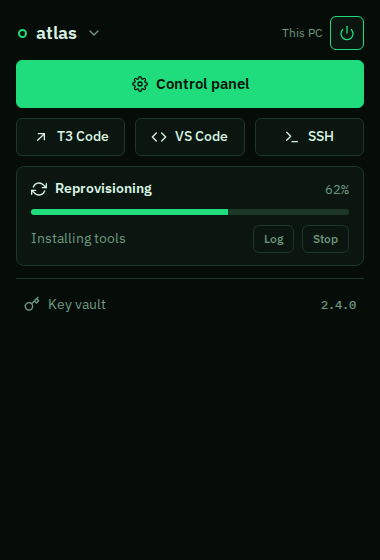 atlas
This PC
Control panel
T3 Code
VS Code
SSH
Reprovisioning
62%
Installing tools
Log
Stop
Key vault
2.4.0